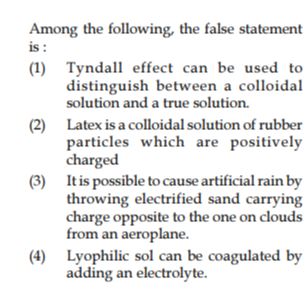 Among the following, the false statement
is :
(1) Tyndall effect can be used to
distinguish between a colloidal
solution and a true solution.
(2) Latex is a colloidal solution of rubber
particles which are positively
charged
(3) It is possible to cause artificial rain by
throwing electrified sand carrying
charge opposite to the one on clouds
from an aeroplane.
(4) Lyophilic sol can be coagulated by
adding an electrolyte.